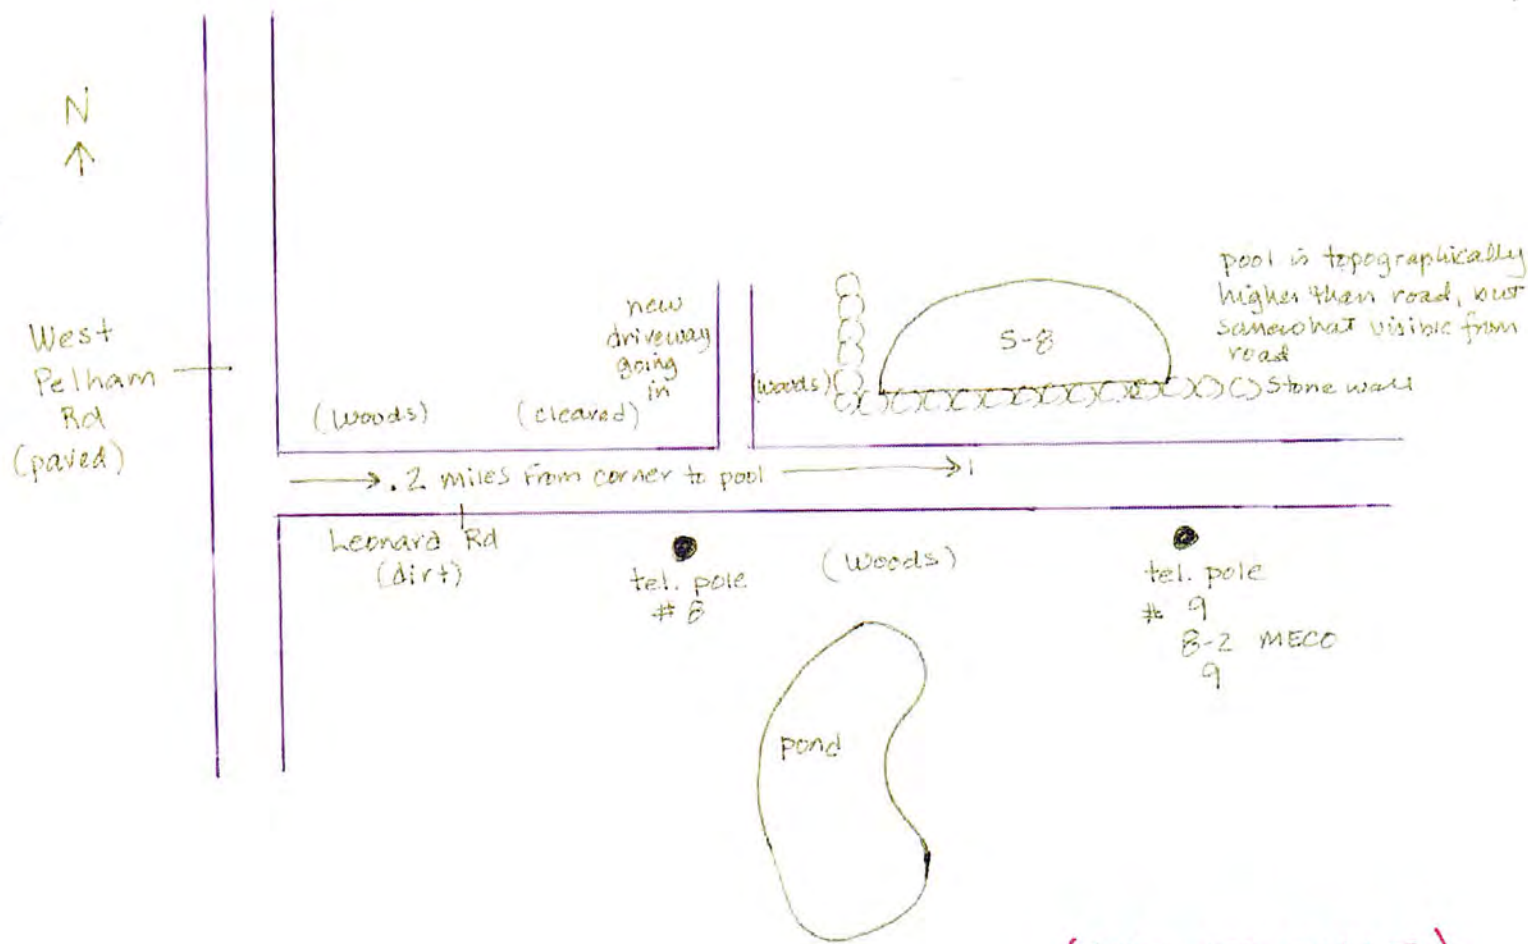 N
West
Pelham
Rd
(paved)
new
driveway
going
in
(woods)
(cleared)
(woods)
S-8
pool is topographically
higher than road, but
somewhat visible from
road
Stone wall
.2 miles from corner to pool
Leonard Rd
(dirt)
tel. pole
# 8
(woods)
tel. pole
# 9
8-2 MECO
9
pond